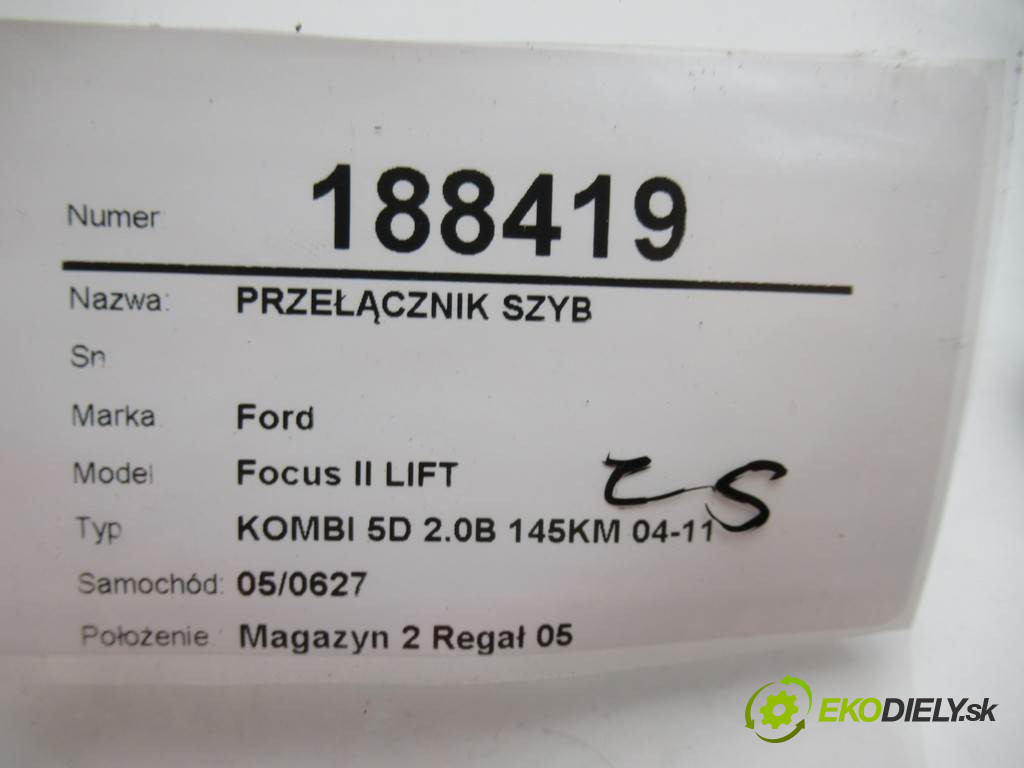 Numer 188419
Nazwa: PRZEŁĄCZNIK SZYB
Sn
Marka Ford
Model Focus II LIFT
Typ KOMBI 5D 2.0B 145KM 04-11
Samochód: 05/0627
Położenie Magazyn 2 Regał 05
EKODIELY.sk